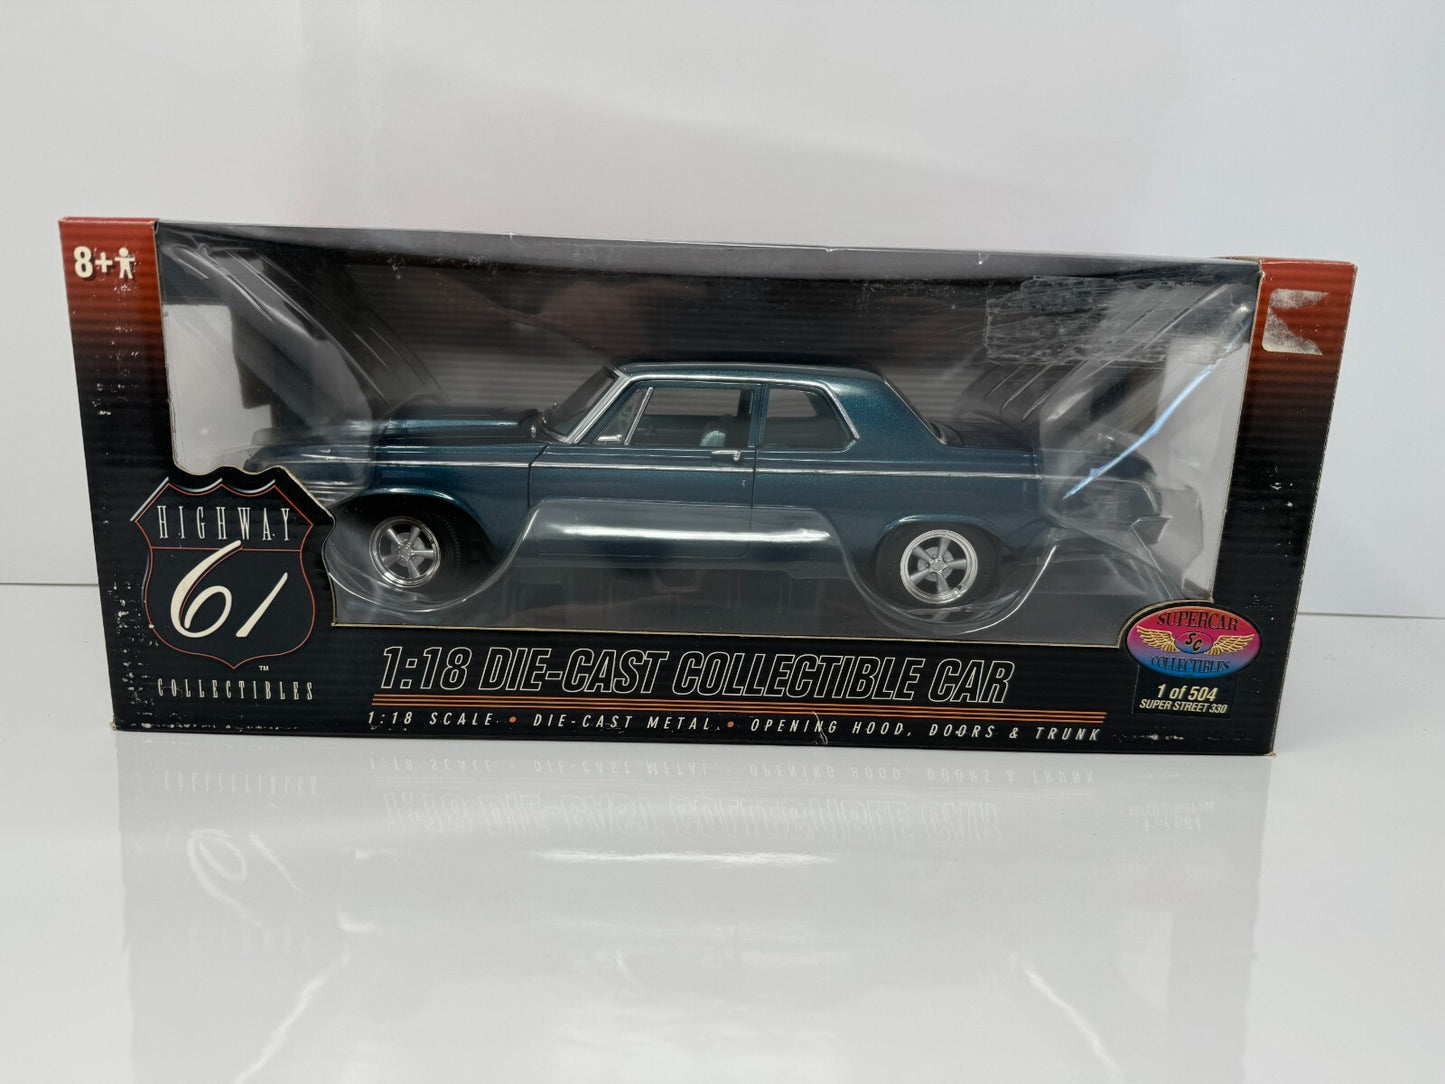 8+
HIGHWAY
61
™
COLLECTIBLES
1:18 DIE-CAST COLLECTIBLE CAR
1:18 SCALE • DIE-CAST METAL • OPENING HOOD, DOORS & TRUNK
SUPERCAR
SC
COLLECTIBLES
1 of 504
SUPER STREET 330